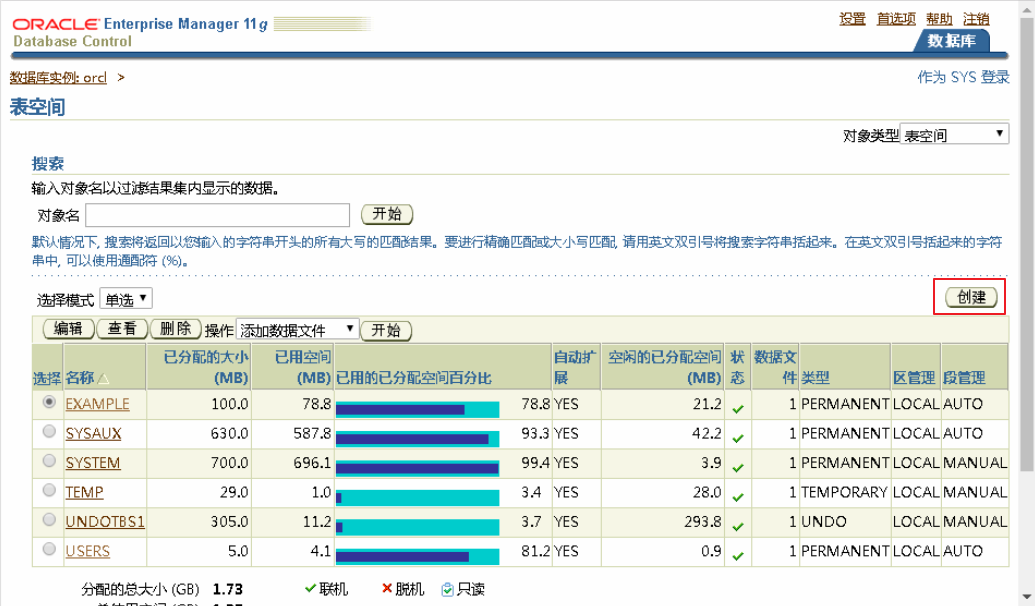 ORACLE Enterprise Manager 11g
Database Control
设置 首选项 帮助 注销
数据库
数据库实例: orcl >
作为 SYS 登录
表空间
对象类型 表空间
搜索
输入对象名以过滤结果集内显示的数据。
对象名 开始
默认情况下, 搜索将返回以您输入的字符串开头的所有大写的匹配结果。要进行精确匹配或大小写匹配, 请用英文双引号将搜索字符串括起来。在英文双引号括起来的字符
串中, 可以使用通配符 (%)。
选择模式 单选 创建
编辑 查看 删除 操作 添加数据文件 开始
选择 名称 已分配的大小 (MB) 已用空间 (MB) 已用的已分配空间百分比 自动扩展 空闲的已分配空间 (MB) 状态 数据文件 类型 区管理 段管理
EXAMPLE 100.0 78.8 78.8 YES 21.2 1 PERMANENT LOCAL AUTO
SYSAUX 630.0 587.8 93.3 YES 42.2 1 PERMANENT LOCAL AUTO
SYSTEM 700.0 696.1 99.4 YES 3.9 1 PERMANENT LOCAL MANUAL
TEMP 29.0 1.0 3.4 YES 28.0 1 TEMPORARY LOCAL MANUAL
UNDOTBS1 305.0 11.2 3.7 YES 293.8 1 UNDO LOCAL MANUAL
USERS 5.0 4.1 81.2 YES 0.9 1 PERMANENT LOCAL AUTO
分配的总大小 (GB) 1.73 联机 脱机 只读